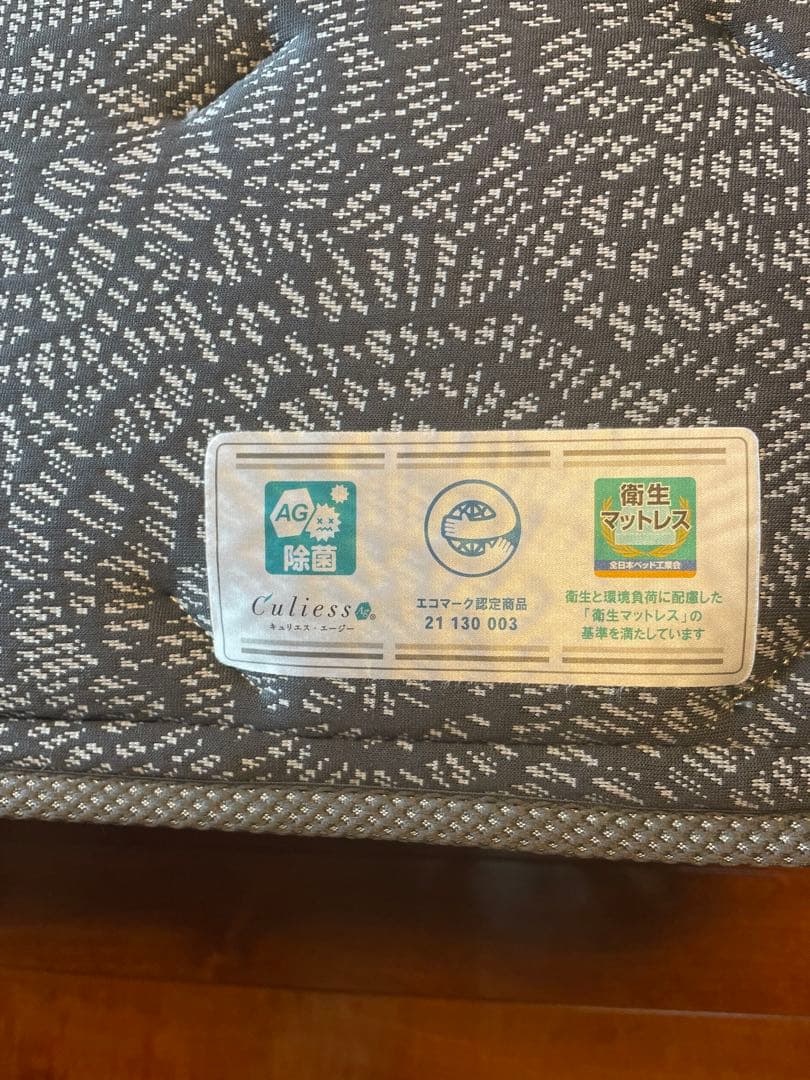 AG
除菌
Culiess Ag®
キュリエス・エージー
エコマーク認定商品
21 130 003
衛生
マットレス
全日本ベッド工業会
衛生と環境負荷に配慮した
「衛生マットレス」の
基準を満たしています